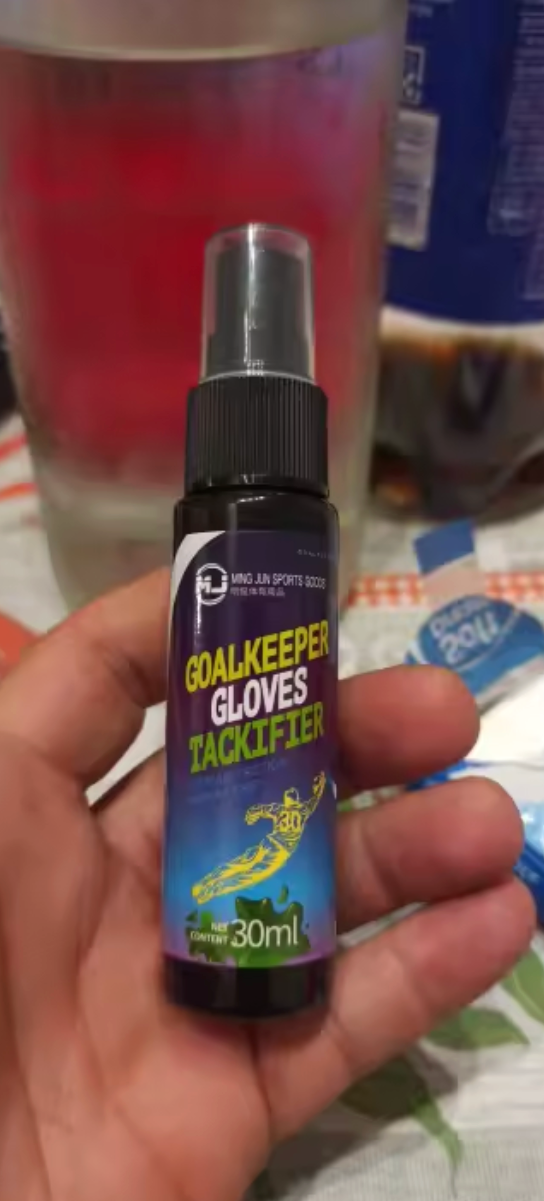 MJ MING JUN SPORTS GOODS
GOALKEEPER
GLOVES
TACKIFIER
30
NET
CONTENT 30ml